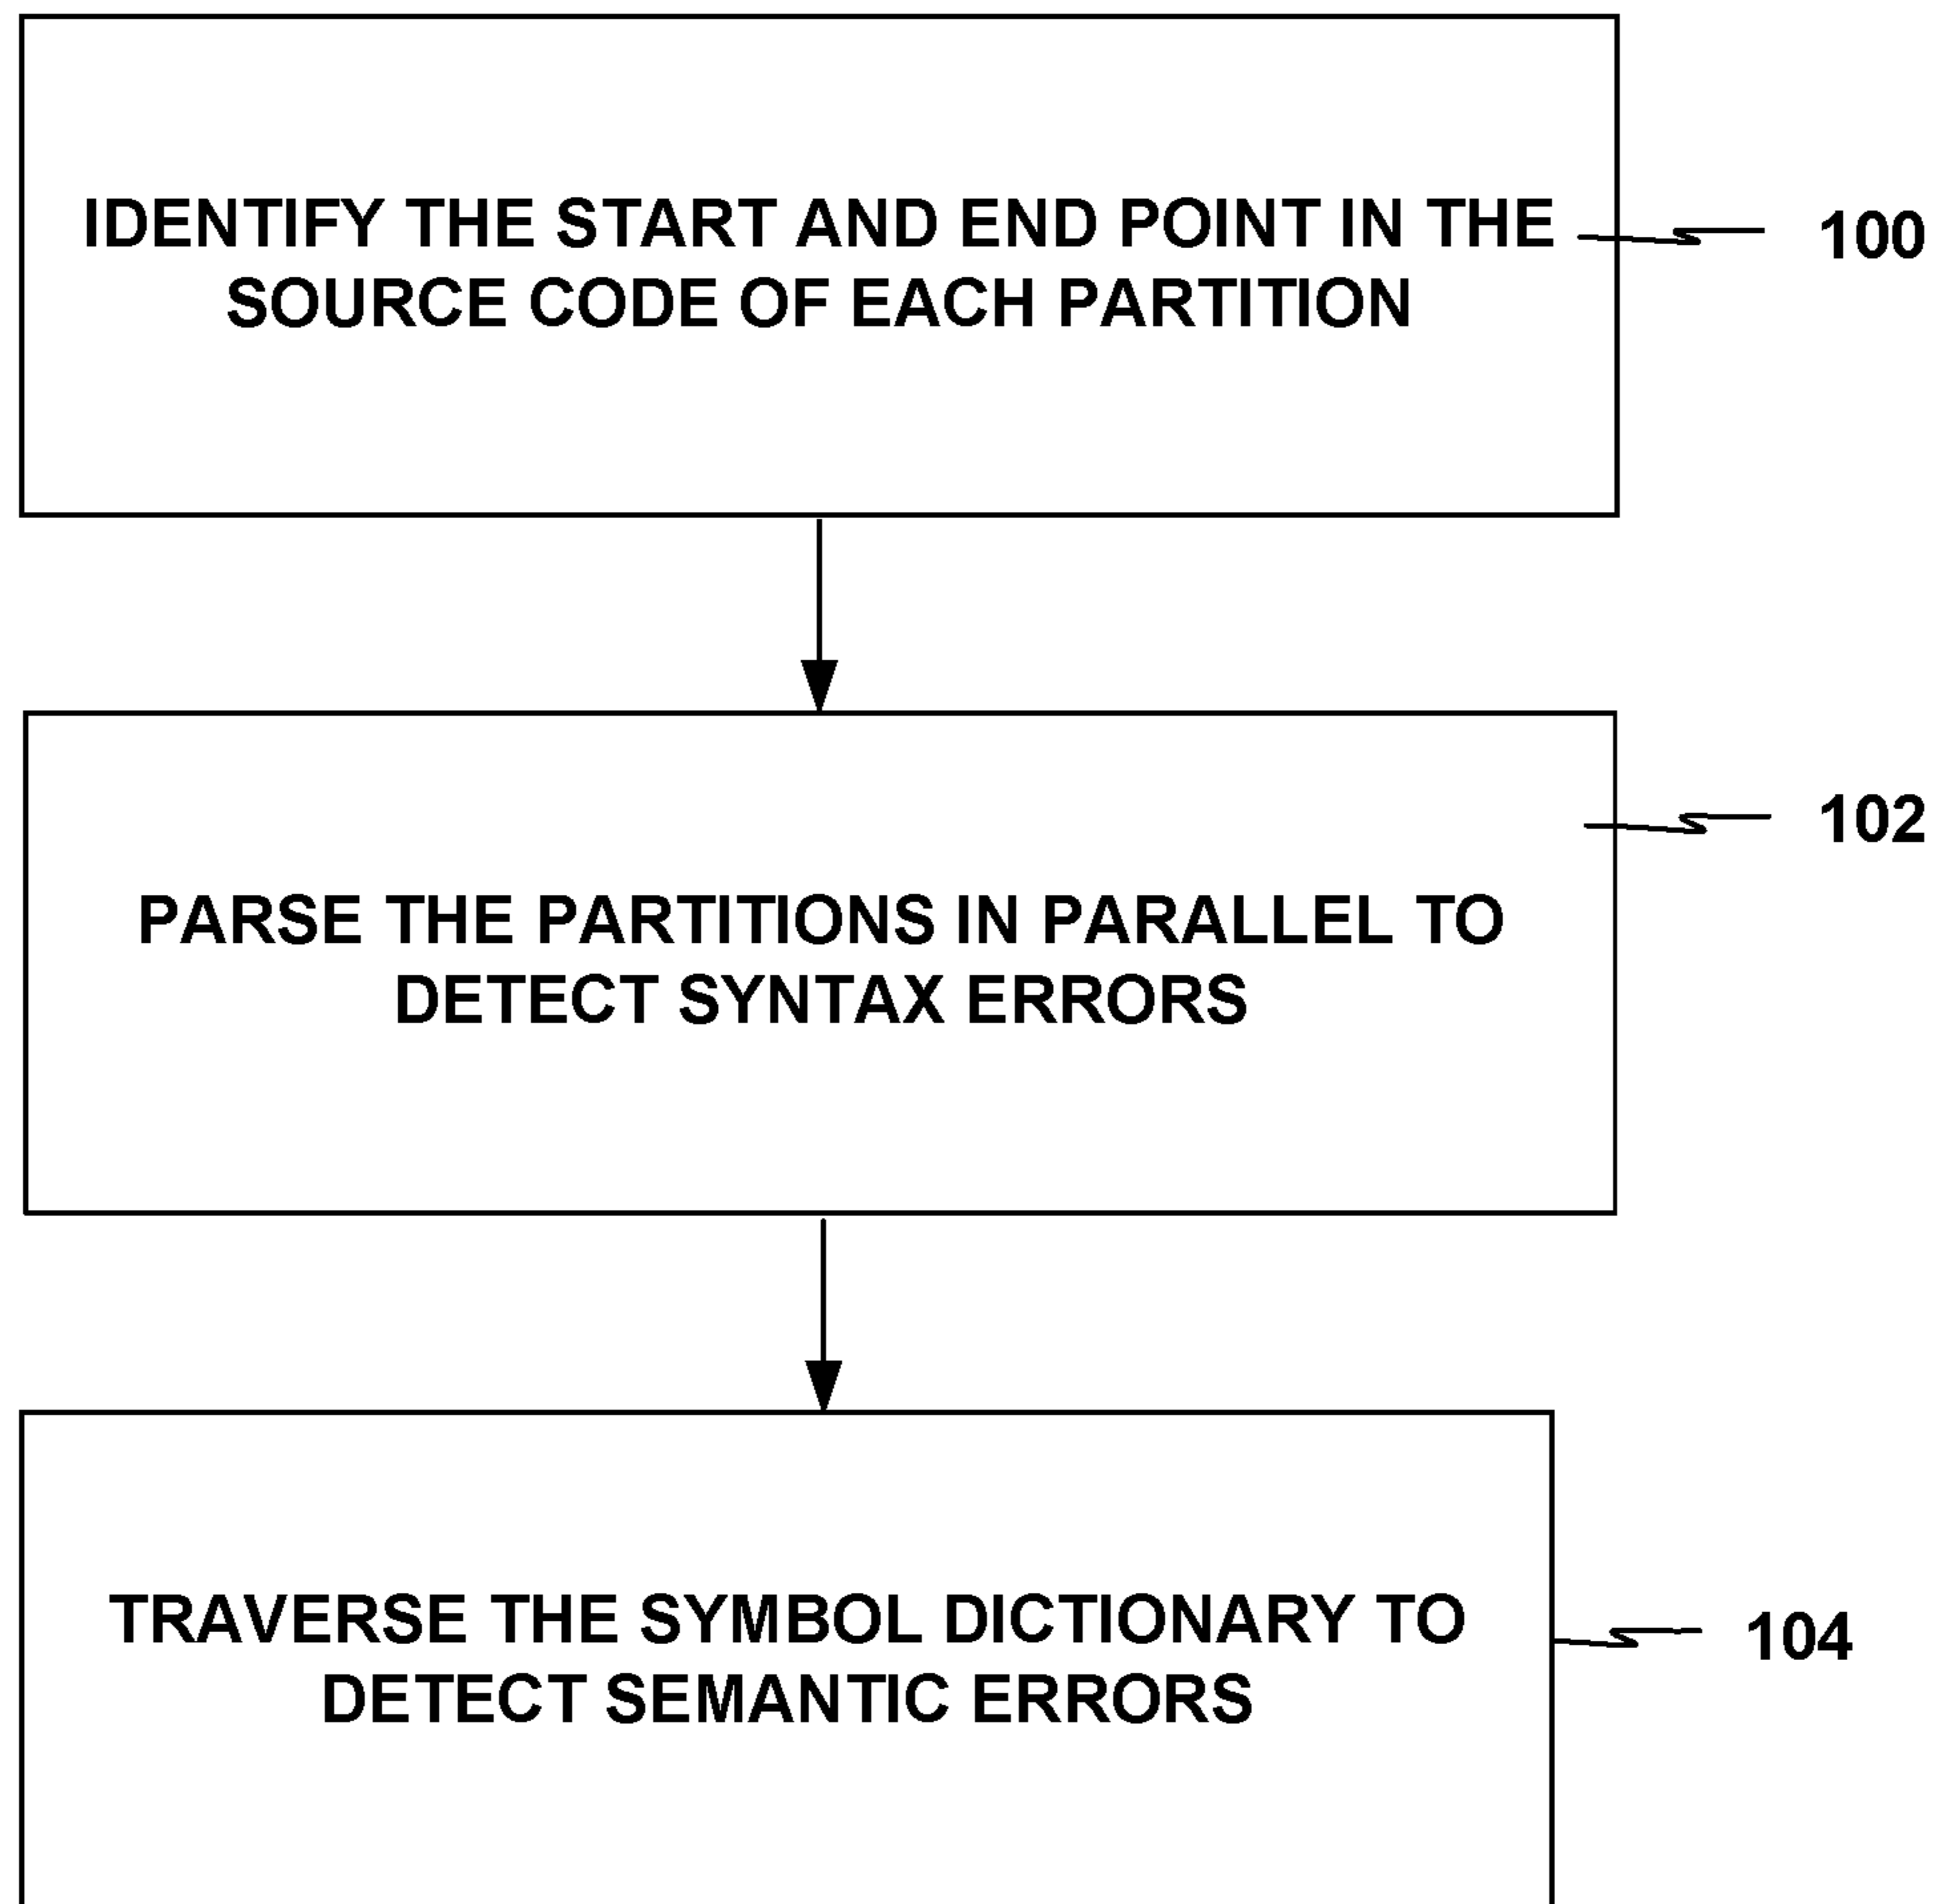 IDENTIFY THE START AND END POINT IN THE
SOURCE CODE OF EACH PARTITION
100
102
PARSE THE PARTITIONS IN PARALLEL TO
DETECT SYNTAX ERRORS
TRAVERSE THE SYMBOL DICTIONARY TO
DETECT SEMANTIC ERRORS
104